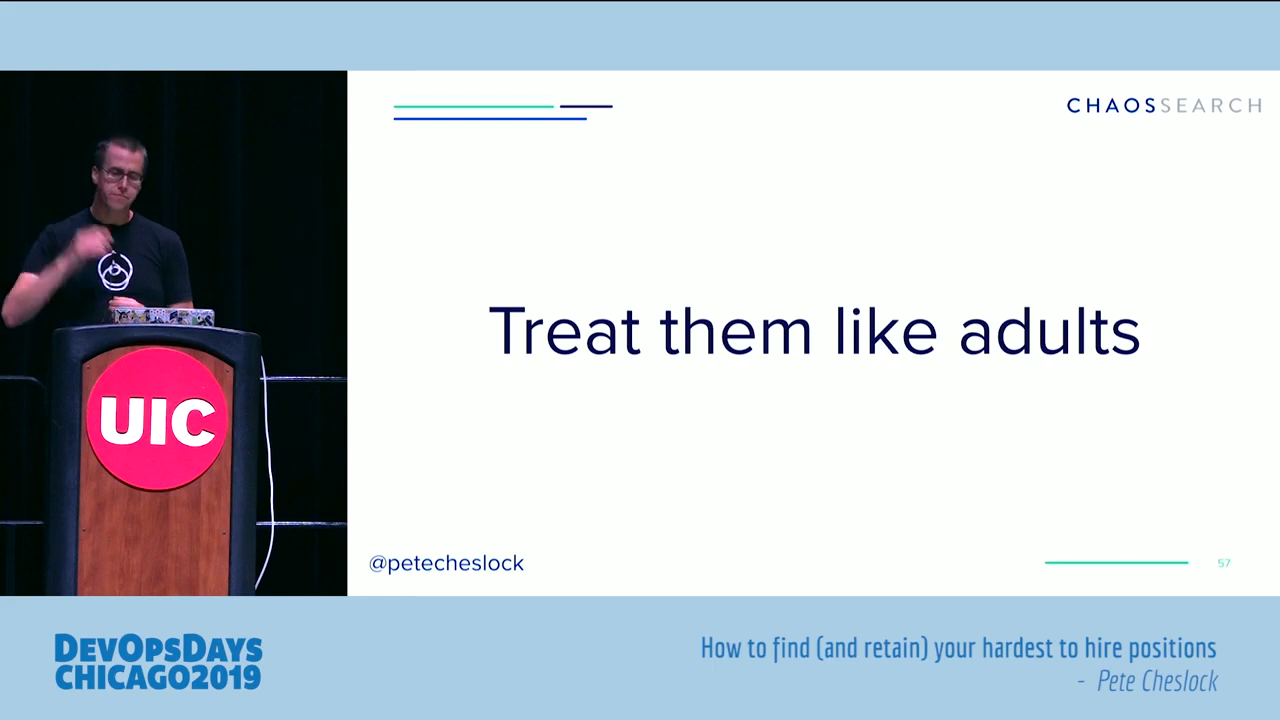 CHAOSSEARCH
Treat them like adults
UIC
@petecheslock
57
DevOpsDays
Chicago2019
How to find (and retain) your hardest to hire positions
- Pete Cheslock